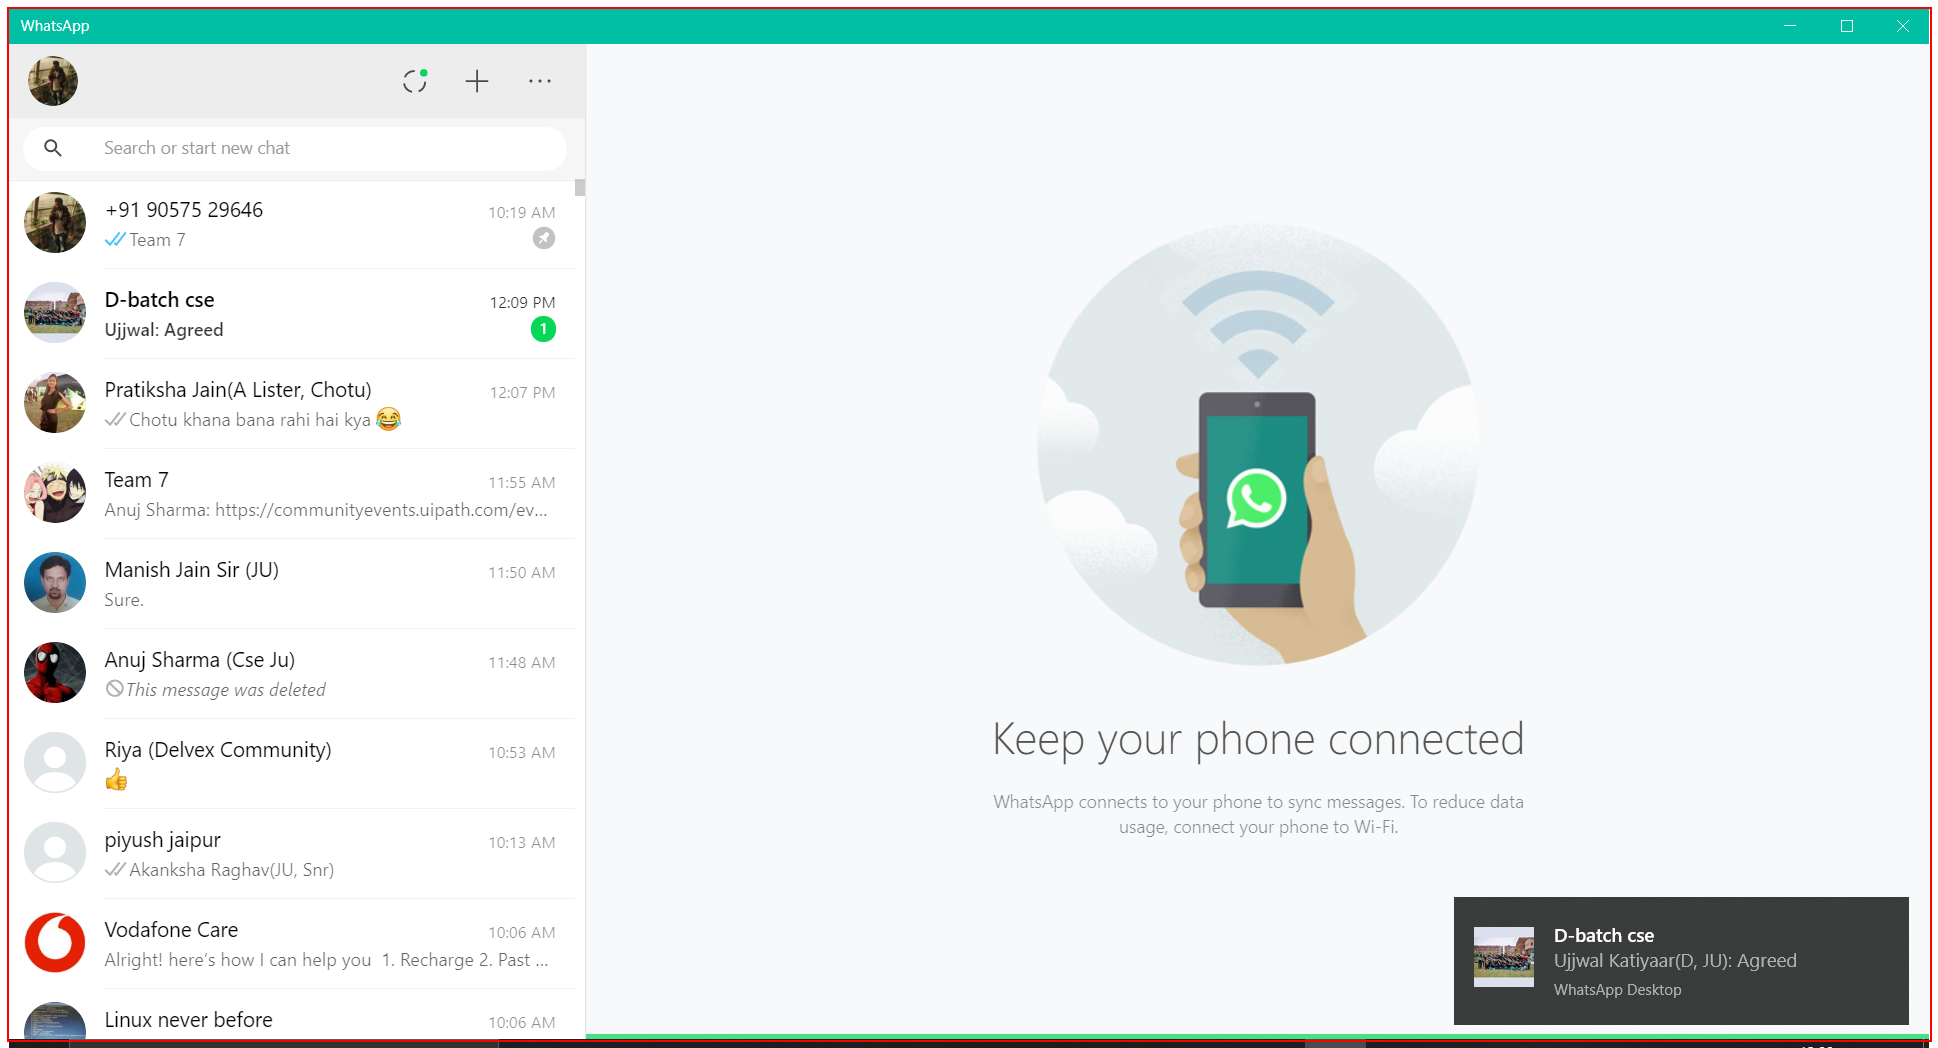 WhatsApp
Search or start new chat
+91 90575 29646
10:19 AM
Team 7
D-batch cse
12:09 PM
Ujjwal: Agreed
1
Pratiksha Jain(A Lister, Chotu)
12:07 PM
Chotu khana bana rahi hai kya 😂
Team 7
11:55 AM
Anuj Sharma: https://communityevents.uipath.com/ev...
Manish Jain Sir (JU)
11:50 AM
Sure.
Anuj Sharma (Cse Ju)
11:48 AM
This message was deleted
Riya (Delvex Community)
10:53 AM
👍
piyush jaipur
10:13 AM
Akanksha Raghav(JU, Snr)
Vodafone Care
10:06 AM
Alright! here's how I can help you  1. Recharge 2. Past ...
Linux never before
10:06 AM
Keep your phone connected
WhatsApp connects to your phone to sync messages. To reduce data
usage, connect your phone to Wi-Fi.
D-batch cse
Ujjwal Katiyaar(D, JU): Agreed
WhatsApp Desktop